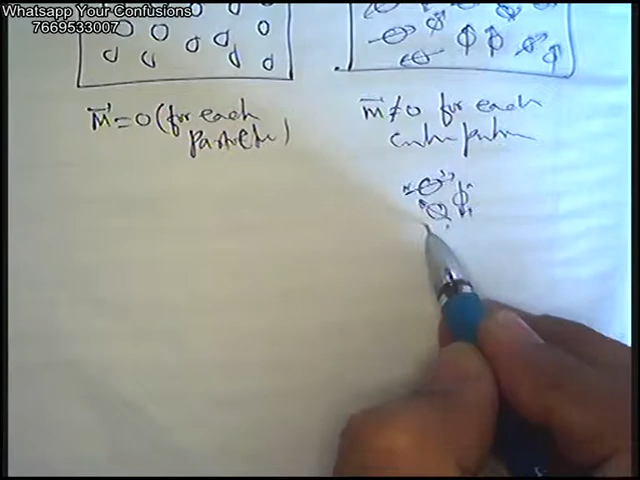 Whatsapp Your Confusions
7669533007
M = 0 (for each
particle)
m ≠ 0 for each